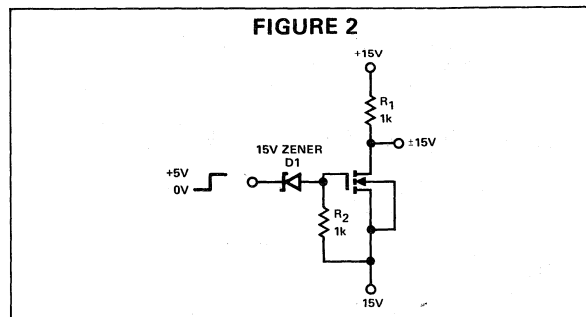 FIGURE 2
+15V
R1
1k
±15V
15V ZENER
D1
+5V
0V
R2
1k
15V